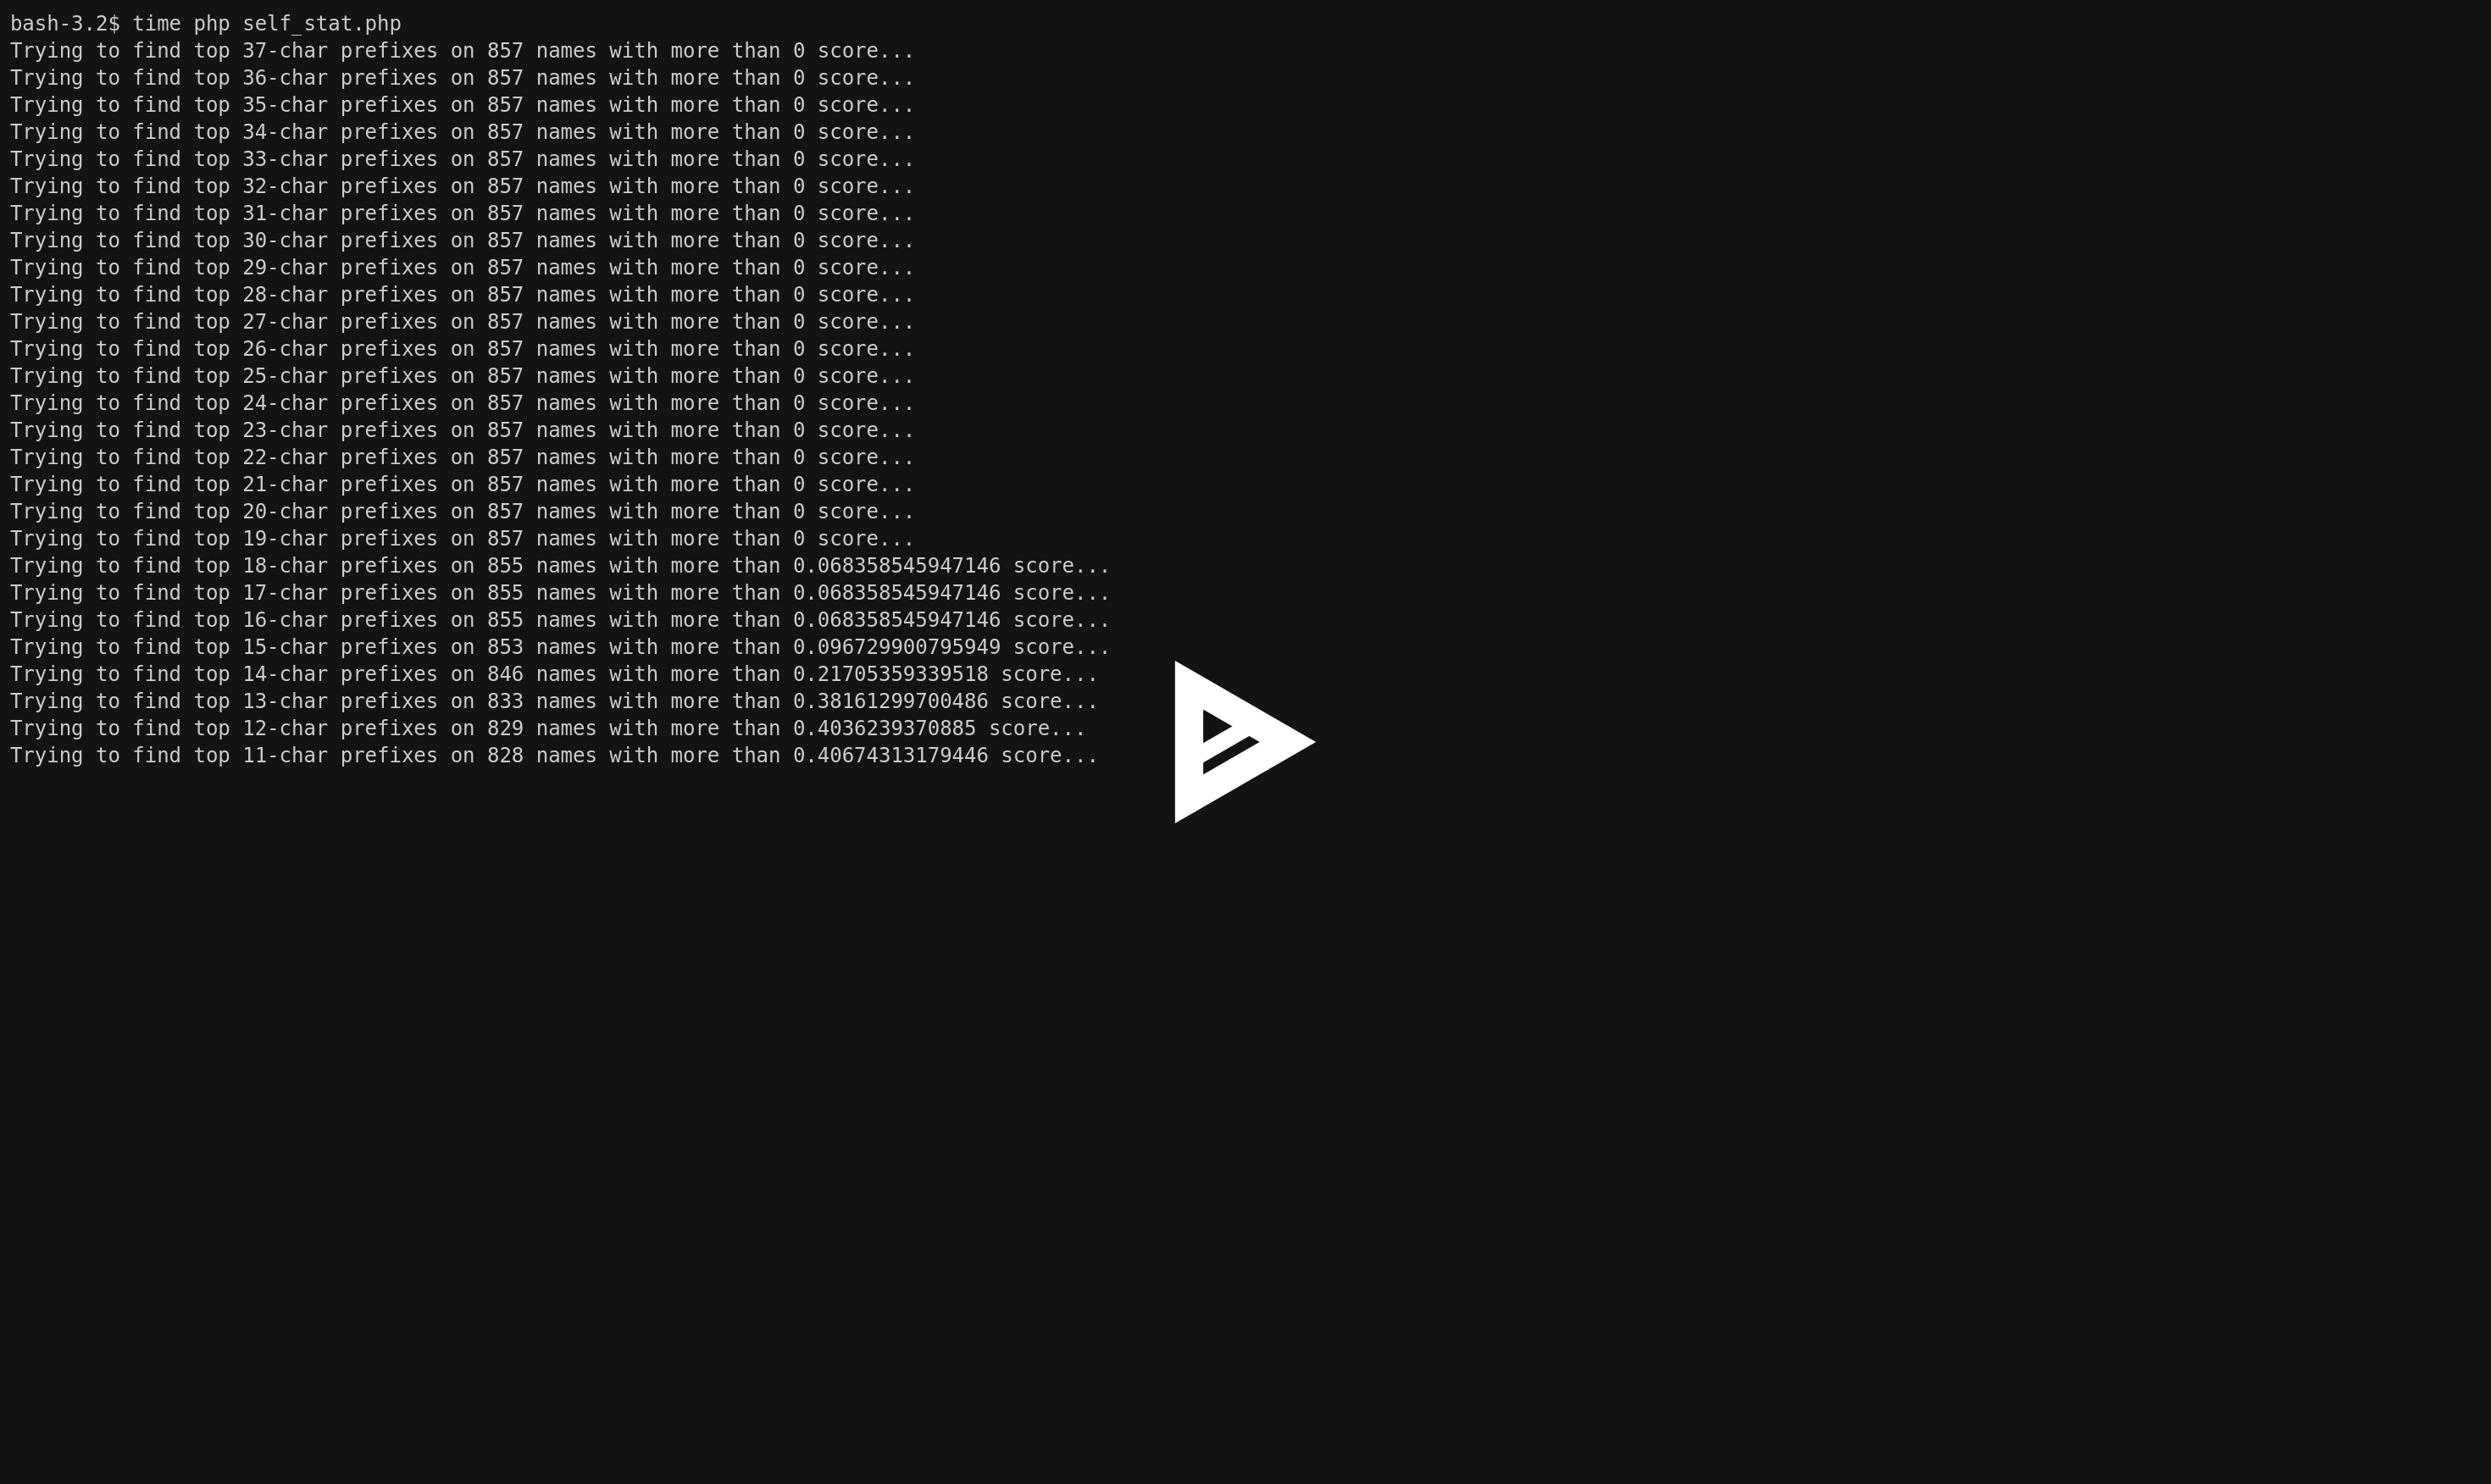 bash-3.2$ time php self_stat.php
Trying to find top 37-char prefixes on 857 names with more than 0 score...
Trying to find top 36-char prefixes on 857 names with more than 0 score...
Trying to find top 35-char prefixes on 857 names with more than 0 score...
Trying to find top 34-char prefixes on 857 names with more than 0 score...
Trying to find top 33-char prefixes on 857 names with more than 0 score...
Trying to find top 32-char prefixes on 857 names with more than 0 score...
Trying to find top 31-char prefixes on 857 names with more than 0 score...
Trying to find top 30-char prefixes on 857 names with more than 0 score...
Trying to find top 29-char prefixes on 857 names with more than 0 score...
Trying to find top 28-char prefixes on 857 names with more than 0 score...
Trying to find top 27-char prefixes on 857 names with more than 0 score...
Trying to find top 26-char prefixes on 857 names with more than 0 score...
Trying to find top 25-char prefixes on 857 names with more than 0 score...
Trying to find top 24-char prefixes on 857 names with more than 0 score...
Trying to find top 23-char prefixes on 857 names with more than 0 score...
Trying to find top 22-char prefixes on 857 names with more than 0 score...
Trying to find top 21-char prefixes on 857 names with more than 0 score...
Trying to find top 20-char prefixes on 857 names with more than 0 score...
Trying to find top 19-char prefixes on 857 names with more than 0 score...
Trying to find top 18-char prefixes on 855 names with more than 0.068358545947146 score...
Trying to find top 17-char prefixes on 855 names with more than 0.068358545947146 score...
Trying to find top 16-char prefixes on 855 names with more than 0.068358545947146 score...
Trying to find top 15-char prefixes on 853 names with more than 0.096729900795949 score...
Trying to find top 14-char prefixes on 846 names with more than 0.21705359339518 score...
Trying to find top 13-char prefixes on 833 names with more than 0.38161299700486 score...
Trying to find top 12-char prefixes on 829 names with more than 0.4036239370885 score...
Trying to find top 11-char prefixes on 828 names with more than 0.40674313179446 score...